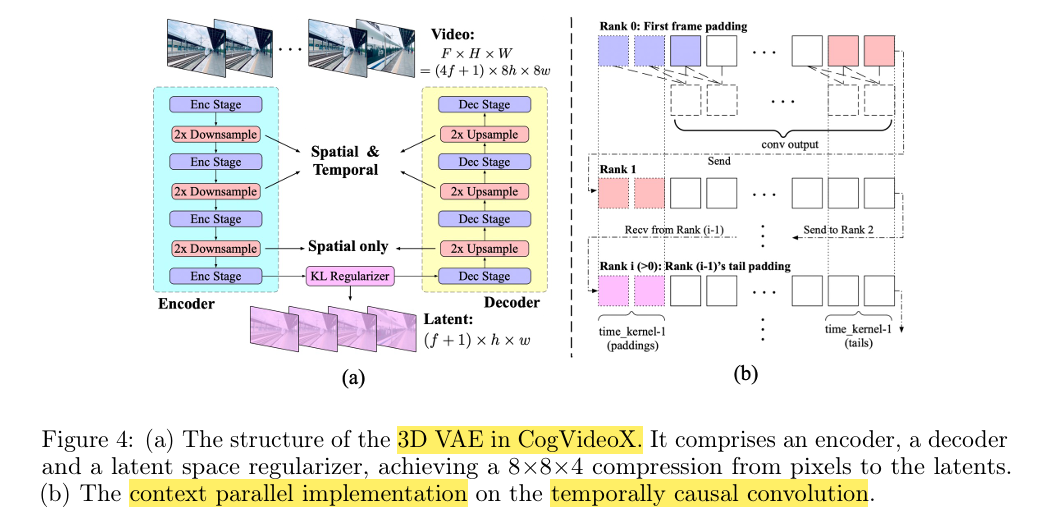 Video:
F × H × W
= (4f + 1) × 8h × 8w
Enc Stage
2x Downsample
Enc Stage
2x Downsample
Enc Stage
2x Downsample
Enc Stage
Encoder
Spatial &
Temporal
Spatial only
KL Regularizer
Dec Stage
2x Upsample
Dec Stage
2x Upsample
Dec Stage
2x Upsample
Dec Stage
Decoder
Latent:
(f + 1) × h × w
(a)
Rank 0: First frame padding
conv output
Send
Rank 1
Recv from Rank (i-1)
Send to Rank 2
Rank i (>0): Rank (i-1)'s tail padding
time_kernel-1
(paddings)
time_kernel-1
(tails)
(b)
Figure 4: (a) The structure of the 3D VAE in CogVideoX. It comprises an encoder, a decoder
and a latent space regularizer, achieving a 8×8×4 compression from pixels to the latents.
(b) The context parallel implementation on the temporally causal convolution.